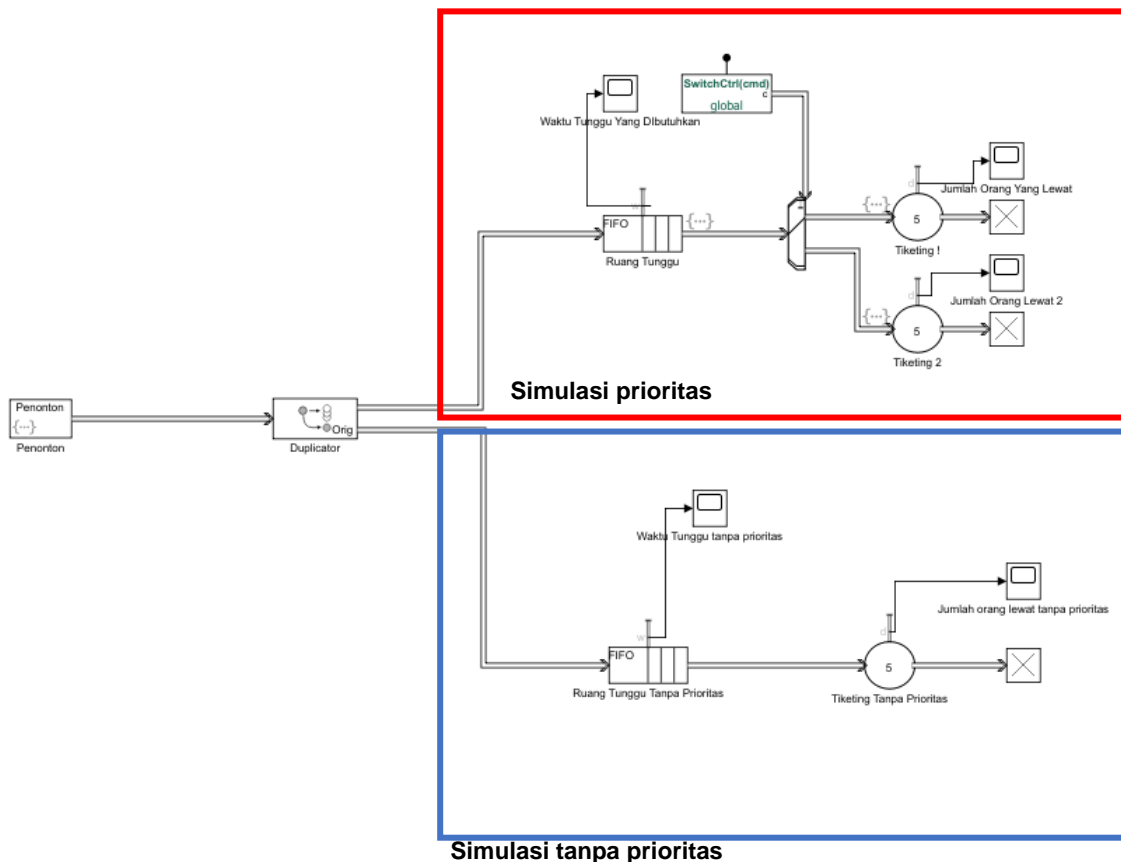 SwitchCtrl(cmd)
c
global
Waktu Tunggu Yang DIbutuhkan
d
Jumlah Orang Yang Lewat
w
{...}
{...}
FIFO
5
Ruang Tunggu
Tiketing !
d
Jumlah Orang Lewat 2
{...}
5
Tiketing 2
Simulasi prioritas
Penonton
{...}
Penonton
Orig
Duplicator
Waktu Tunggu tanpa prioritas
Jumlah orang lewat tanpa prioritas
w
d
FIFO
5
Ruang Tunggu Tanpa Prioritas
Tiketing Tanpa Prioritas
Simulasi tanpa prioritas